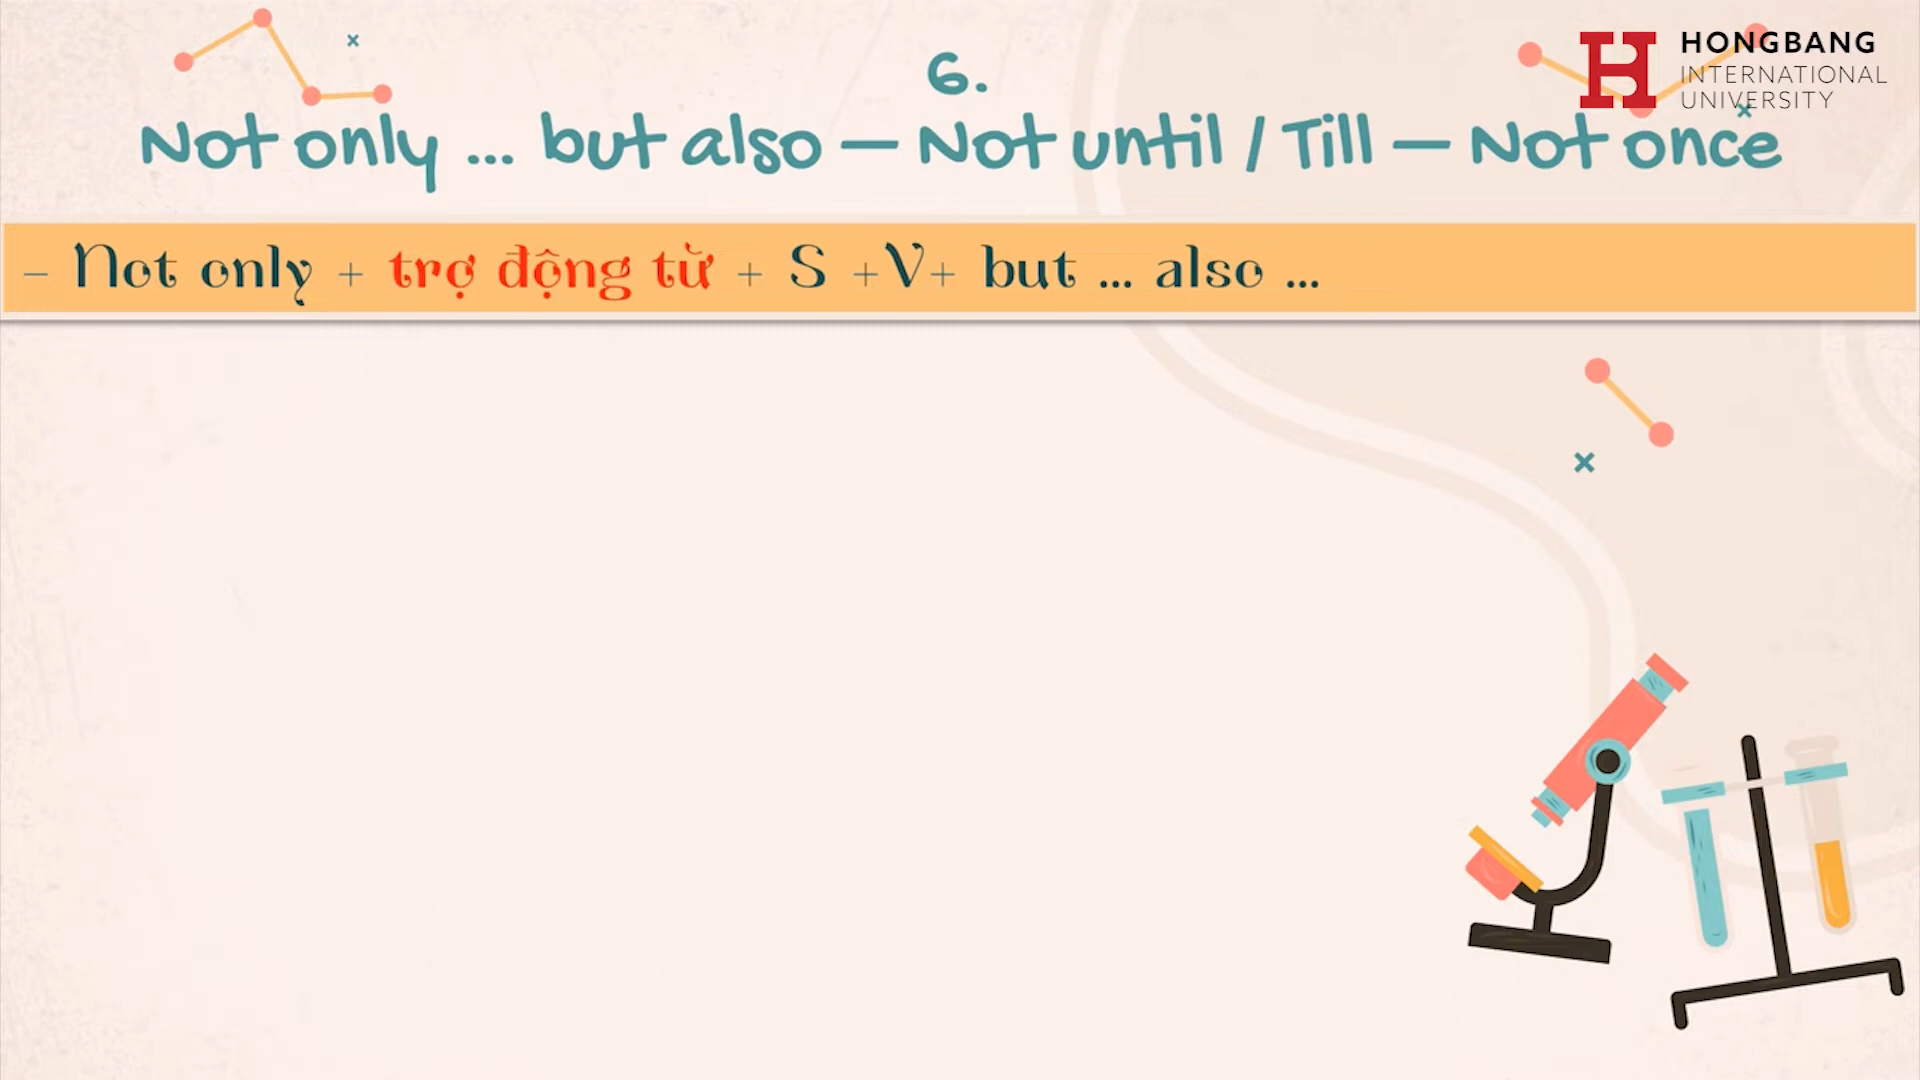 HONGBANG
INTERNATIONAL
UNIVERSITY
6.
Not only ... but also – Not until / Till – Not once
– Not only + trợ động từ + S +V+ but ... also ...